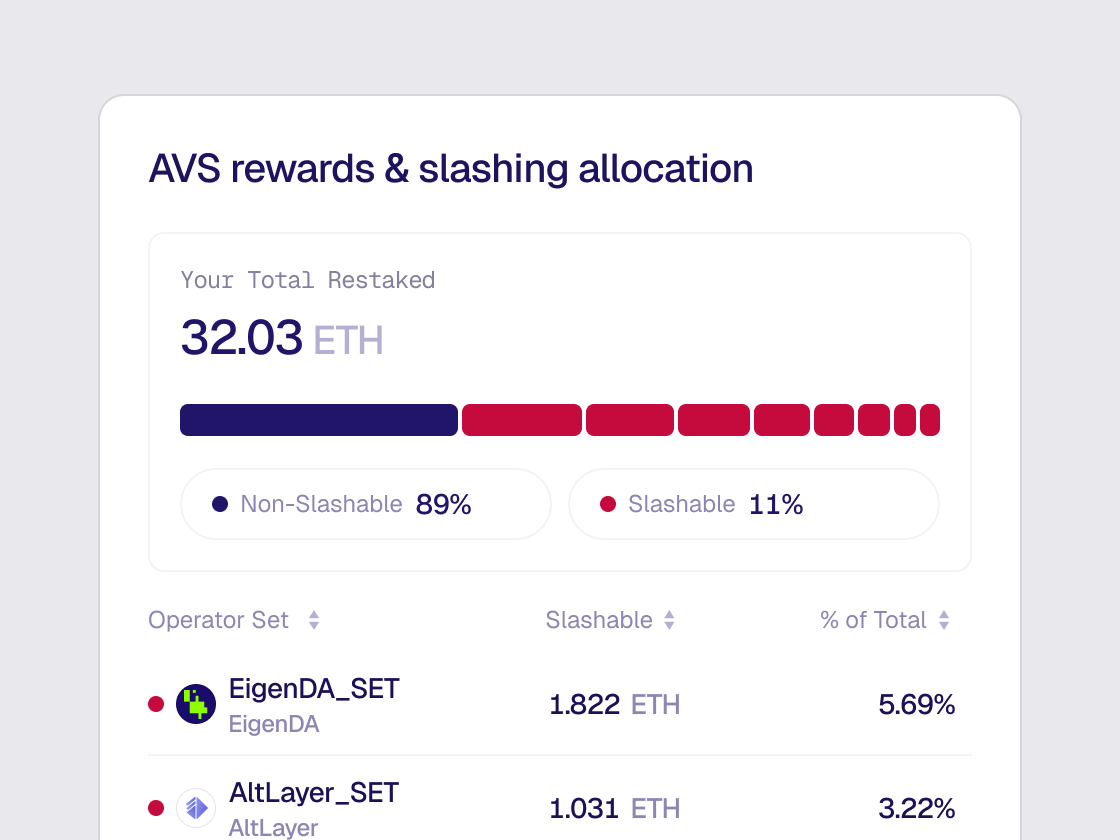 AVS rewards & slashing allocation
Your Total Restaked
32.03 ETH
Non-Slashable 89% Slashable 11%
Operator Set Slashable % of Total
EigenDA_SET
EigenDA
1.822 ETH 5.69%
AltLayer_SET
AltLayer
1.031 ETH 3.22%